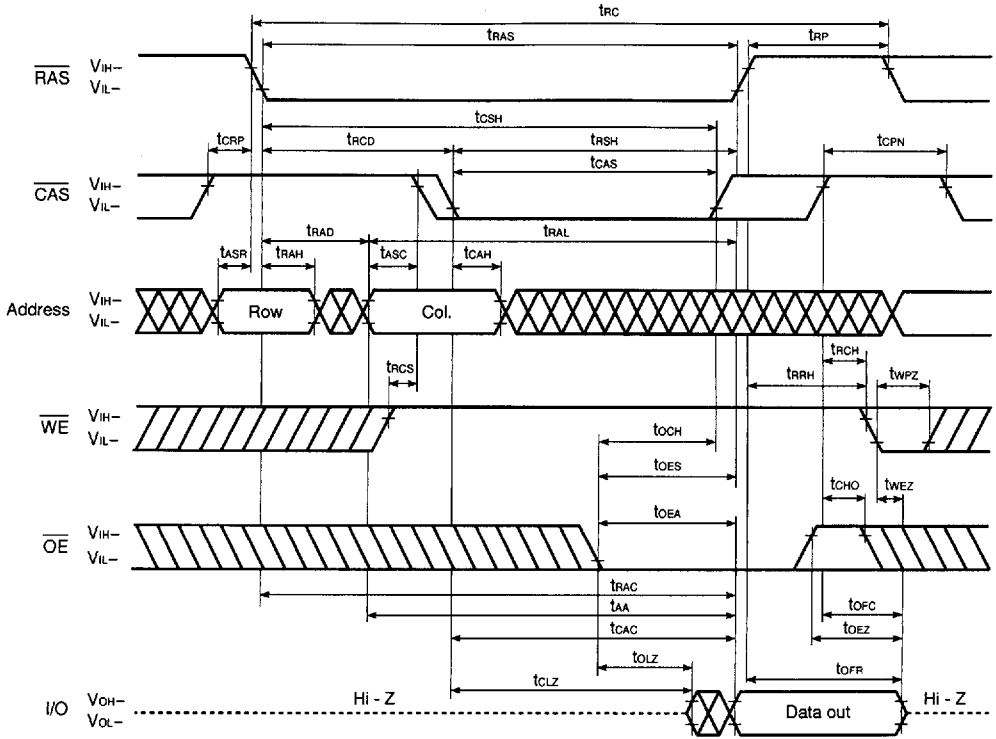 tRC
tRAS tRP
RAS VIH–
VIL–
tCSH
tCRP tRCD tRSH tCPN
tCAS
CAS VIH–
VIL–
tRAD tRAL
tASR tRAH tASC tCAH
Address VIH–
VIL–
Row Col.
tRCS tRCH
tRRH tWPZ
WE VIH–
VIL–
tOCH
tOES
tCHO tWEZ
tOEA
OE VIH–
VIL–
tRAC
tAA tOFC
tCAC tOEZ
tOLZ tOFR
tCLZ
I/O VOH–
VOL–
Hi - Z Data out Hi - Z